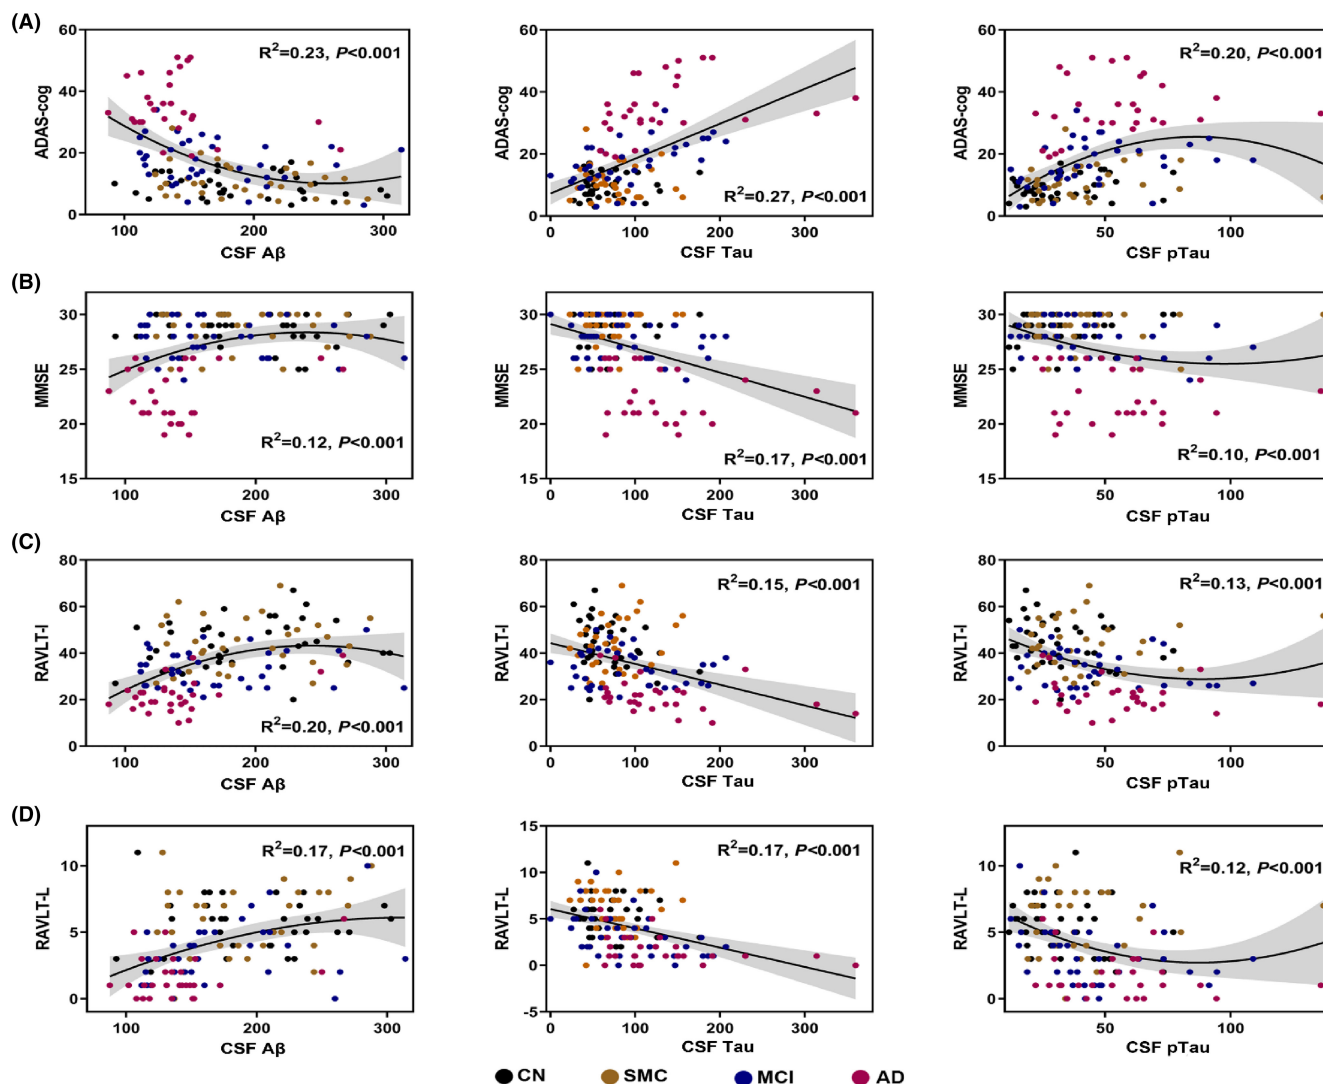 (A)
60
40
20
0
ADAS-cog
R2=0.23, P<0.001
100 200 300
CSF Aβ
60
40
20
0
ADAS-cog
R2=0.27, P<0.001
0 100 200 300
CSF Tau
60
40
20
0
ADAS-cog
R2=0.20, P<0.001
50 100
CSF pTau
(B)
30
25
20
15
MMSE
R2=0.12, P<0.001
100 200 300
CSF Aβ
30
25
20
15
MMSE
R2=0.17, P<0.001
0 100 200 300
CSF Tau
30
25
20
15
MMSE
R2=0.10, P<0.001
50 100
CSF pTau
(C)
80
60
40
20
0
RAVLT-I
R2=0.20, P<0.001
100 200 300
CSF Aβ
80
60
40
20
0
RAVLT-I
R2=0.15, P<0.001
0 100 200 300
CSF Tau
80
60
40
20
0
RAVLT-I
R2=0.13, P<0.001
50 100
CSF pTau
(D)
10
5
0
RAVLT-L
R2=0.17, P<0.001
100 200 300
CSF Aβ
15
10
5
0
-5
RAVLT-L
R2=0.17, P<0.001
0 100 200 300
CSF Tau
10
5
0
RAVLT-L
R2=0.12, P<0.001
50 100
CSF pTau
CN SMC MCI AD